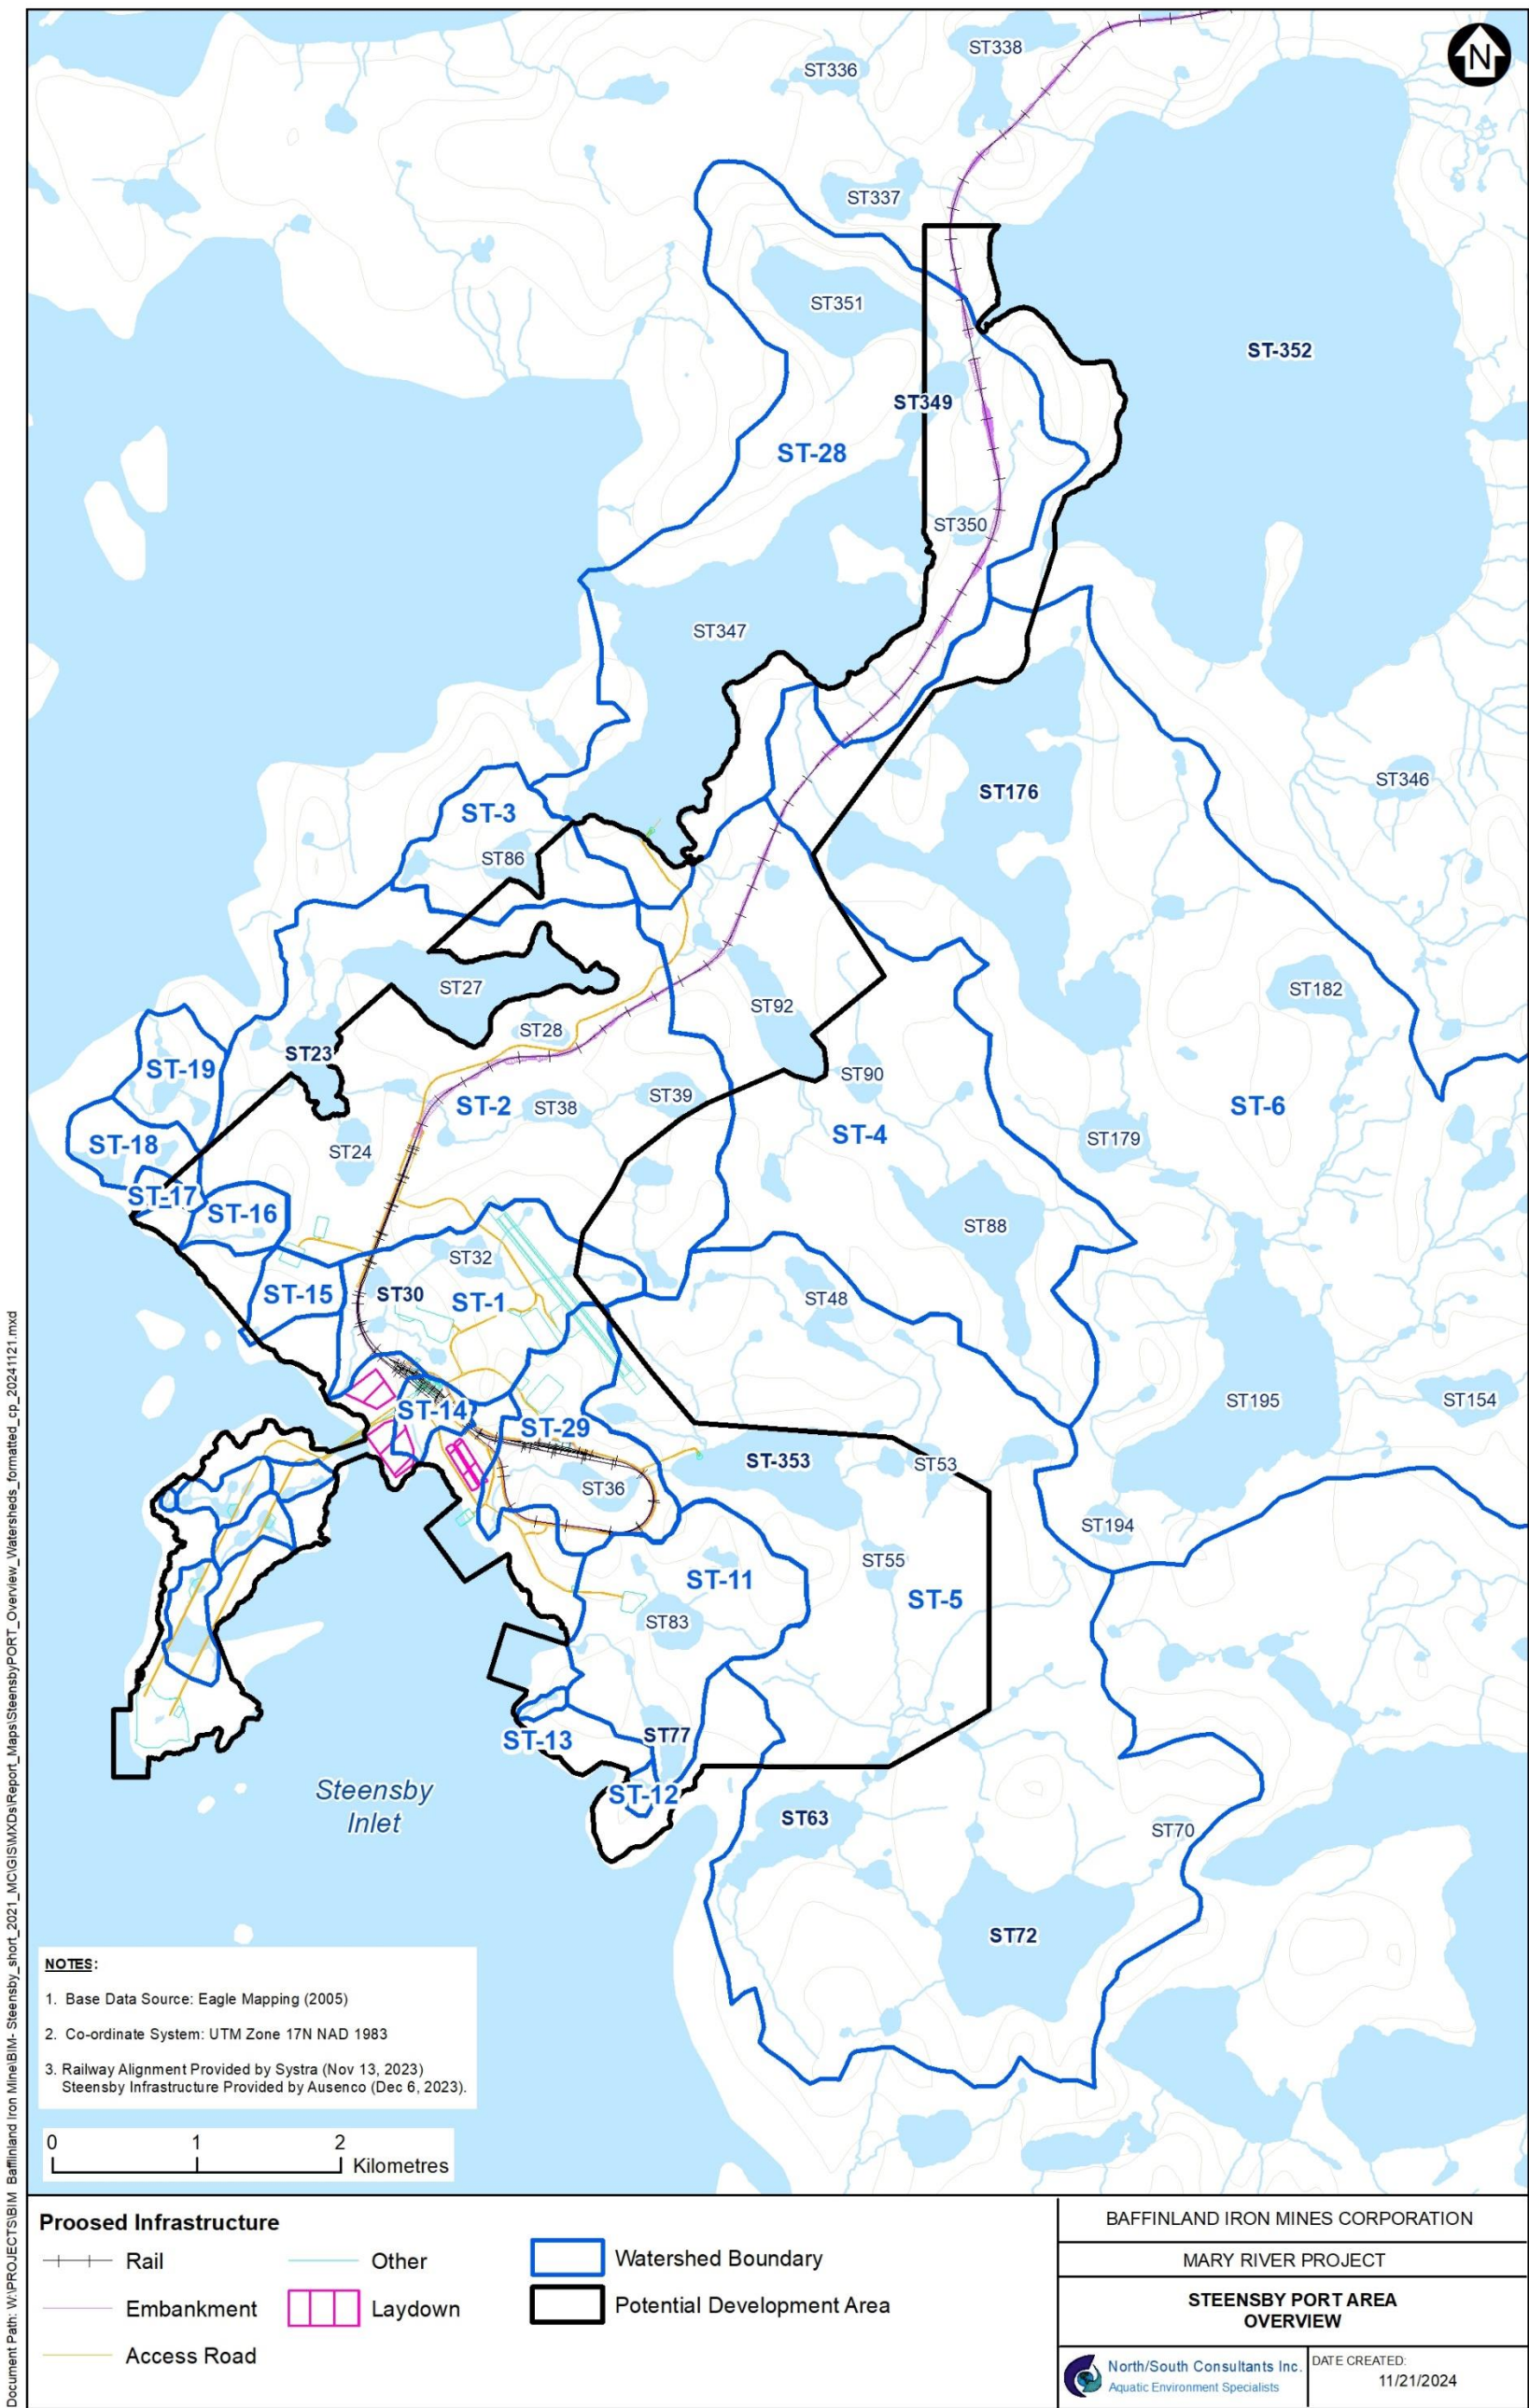 N
ST338
ST336
ST337
ST351
ST-352
ST349
ST-28
ST350
ST347
ST346
ST176
ST-3
ST86
ST27
ST182
ST92
ST28
ST23
ST-19
ST90
ST39
ST-2
ST38
ST-6
ST-4
ST179
ST-18
ST24
ST-17
ST-16
ST88
ST32
ST-15
ST30
ST-1
ST48
ST195
ST154
ST-14
ST-29
ST-353
ST53
ST36
ST194
ST55
ST-11
ST-5
ST83
ST77
ST-13
ST-12
ST63
ST70
Steensby
Inlet
ST72
NOTES:
1. Base Data Source: Eagle Mapping (2005)
2. Co-ordinate System: UTM Zone 17N NAD 1983
3. Railway Alignment Provided by Systra (Nov 13, 2023)
Steensby Infrastructure Provided by Ausenco (Dec 6, 2023).
0 1 2
Kilometres
Document Path: W:\PROJECTS\BIM_Baffinland Iron Mine\BIM- Steensby_short_2021_MC\GIS\MXDs\Report_Maps\SteensbyPORT_Overview_Watersheds_formatted_cp_20241121.mxd
Proosed Infrastructure
Rail
Embankment
Access Road
Other
Laydown
Watershed Boundary
Potential Development Area
BAFFINLAND IRON MINES CORPORATION
MARY RIVER PROJECT
STEENSBY PORT AREA
OVERVIEW
North/South Consultants Inc.
Aquatic Environment Specialists
DATE CREATED:
11/21/2024